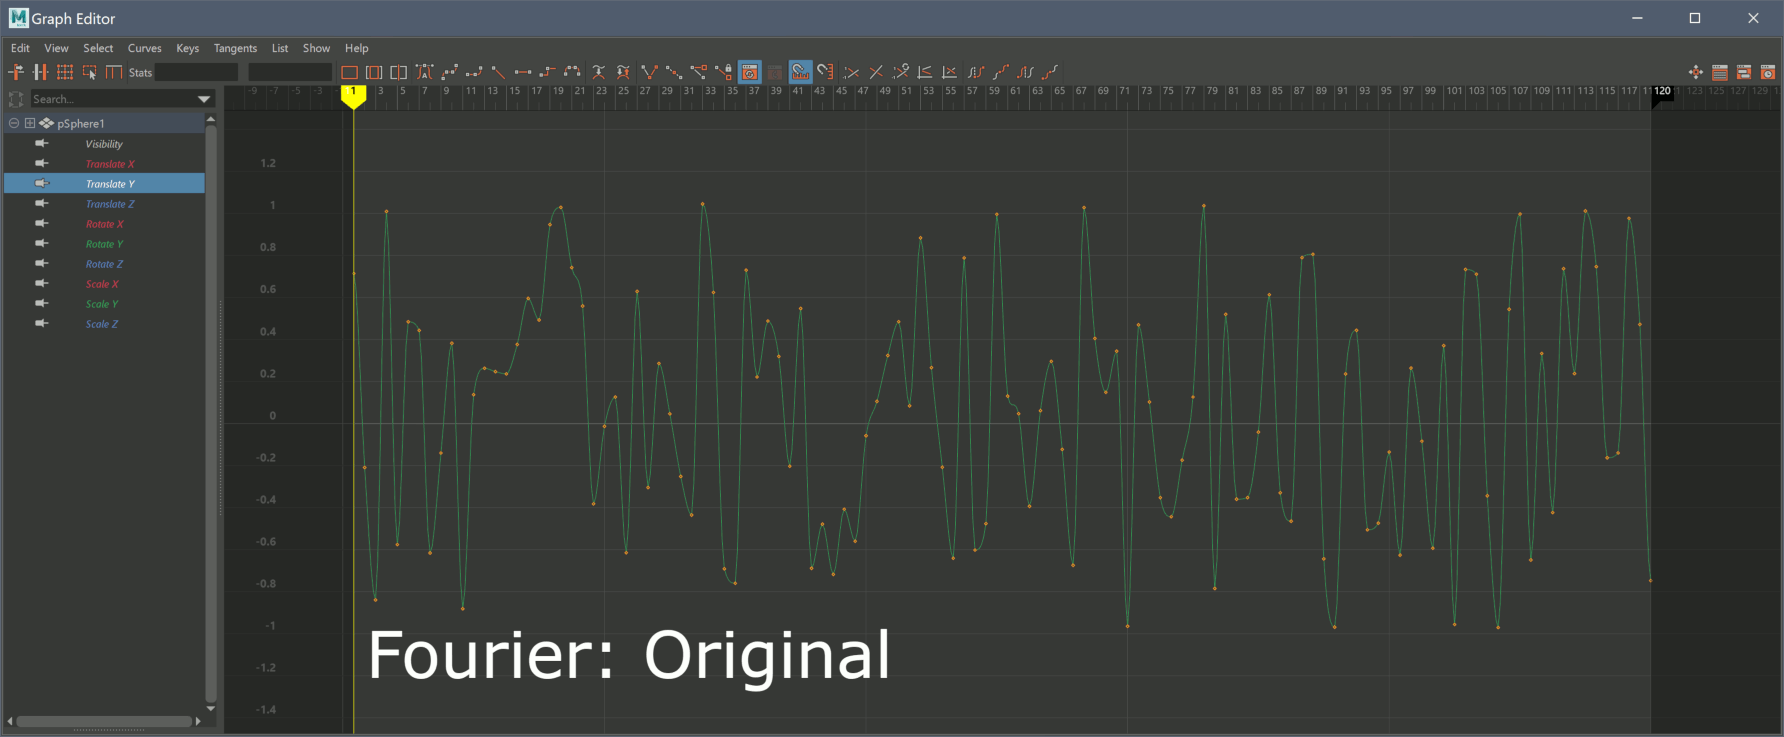 Graph Editor
Edit View Select Curves Keys Tangents List Show Help
Stats
Search...
-9 -7 -5 -3 1 3 5 7 9 11 13 15 17 19 21 23 25 27 29 31 33 35 37 39 41 43 45 47 49 51 53 55 57 59 61 63 65 67 69 71 73 75 77 79 81 83 85 87 89 91 93 95 97 99 101 103 105 107 109 111 113 115 117 120 123 125 127 129
pSphere1
Visibility
Translate X
Translate Y
Translate Z
Rotate X
Rotate Y
Rotate Z
Scale X
Scale Y
Scale Z
1.2
1
0.8
0.6
0.4
0.2
0
-0.2
-0.4
-0.6
-0.8
-1
-1.2
-1.4
Fourier: Original